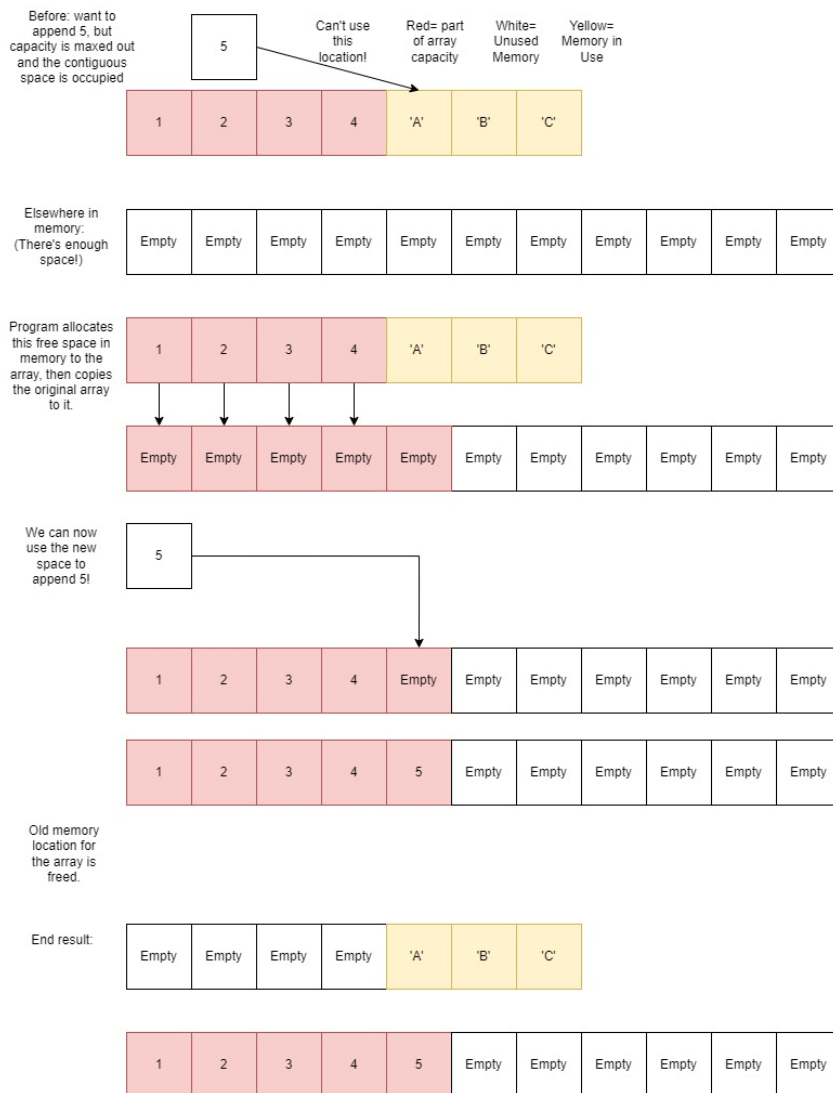 Before: want to
append 5, but
capacity is maxed out
and the contiguous
space is occupied
5
Can't use
this
location!
Red= part
of array
capacity
White=
Unused
Memory
Yellow=
Memory in
Use
1 2 3 4 'A' 'B' 'C'
Elsewhere in
memory:
(There's enough
space!)
Empty Empty Empty Empty Empty Empty Empty Empty Empty Empty Empty
Program allocates
this free space in
memory to the
array, then copies
the original array
to it.
1 2 3 4 'A' 'B' 'C'
Empty Empty Empty Empty Empty Empty Empty Empty Empty Empty Empty
We can now
use the new
space to
append 5!
5
1 2 3 4 Empty Empty Empty Empty Empty Empty Empty
1 2 3 4 5 Empty Empty Empty Empty Empty Empty
Old memory
location for
the array is
freed.
End result:
Empty Empty Empty Empty 'A' 'B' 'C'
1 2 3 4 5 Empty Empty Empty Empty Empty Empty